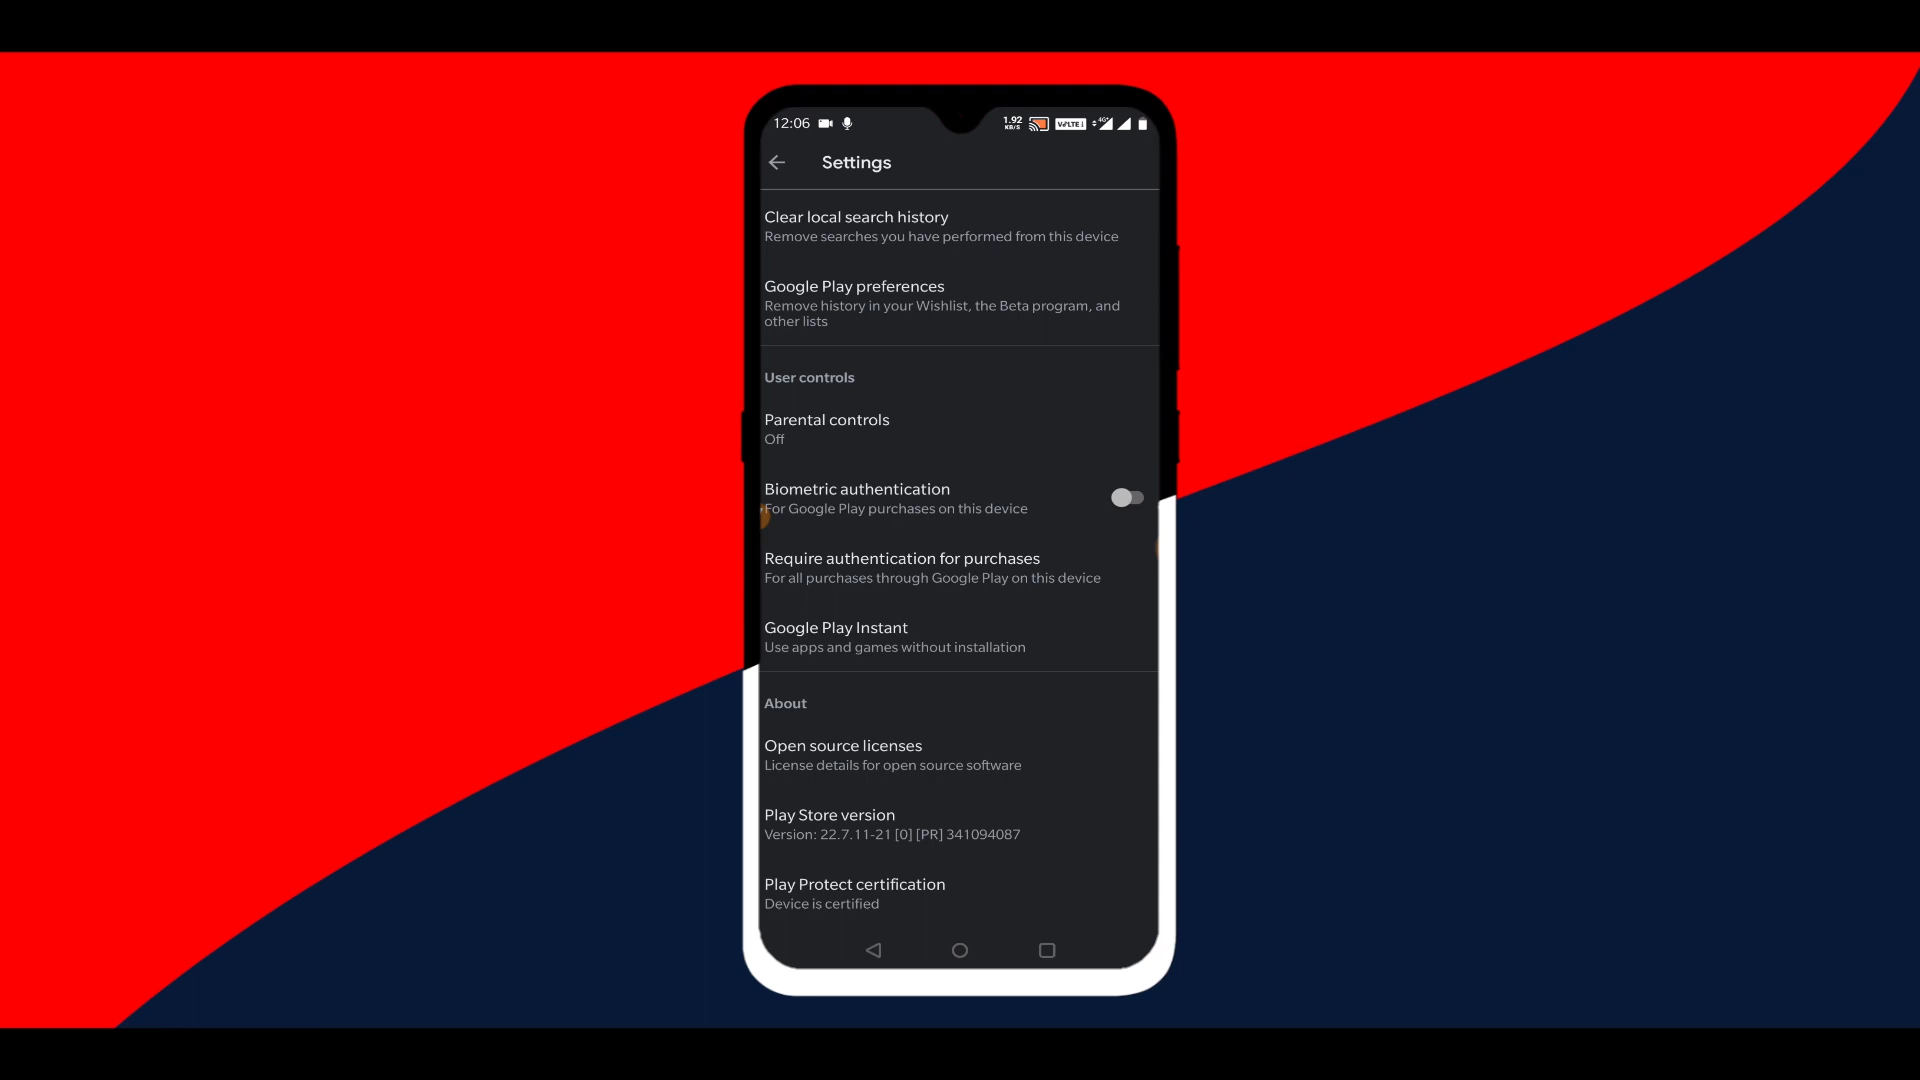 12:06
1.92
KB/S
VoLTE
4G+
Settings
Clear local search history
Remove searches you have performed from this device
Google Play preferences
Remove history in your Wishlist, the Beta program, and
other lists
User controls
Parental controls
Off
Biometric authentication
For Google Play purchases on this device
Require authentication for purchases
For all purchases through Google Play on this device
Google Play Instant
Use apps and games without installation
About
Open source licenses
License details for open source software
Play Store version
Version: 22.7.11-21 [0] [PR] 341094087
Play Protect certification
Device is certified